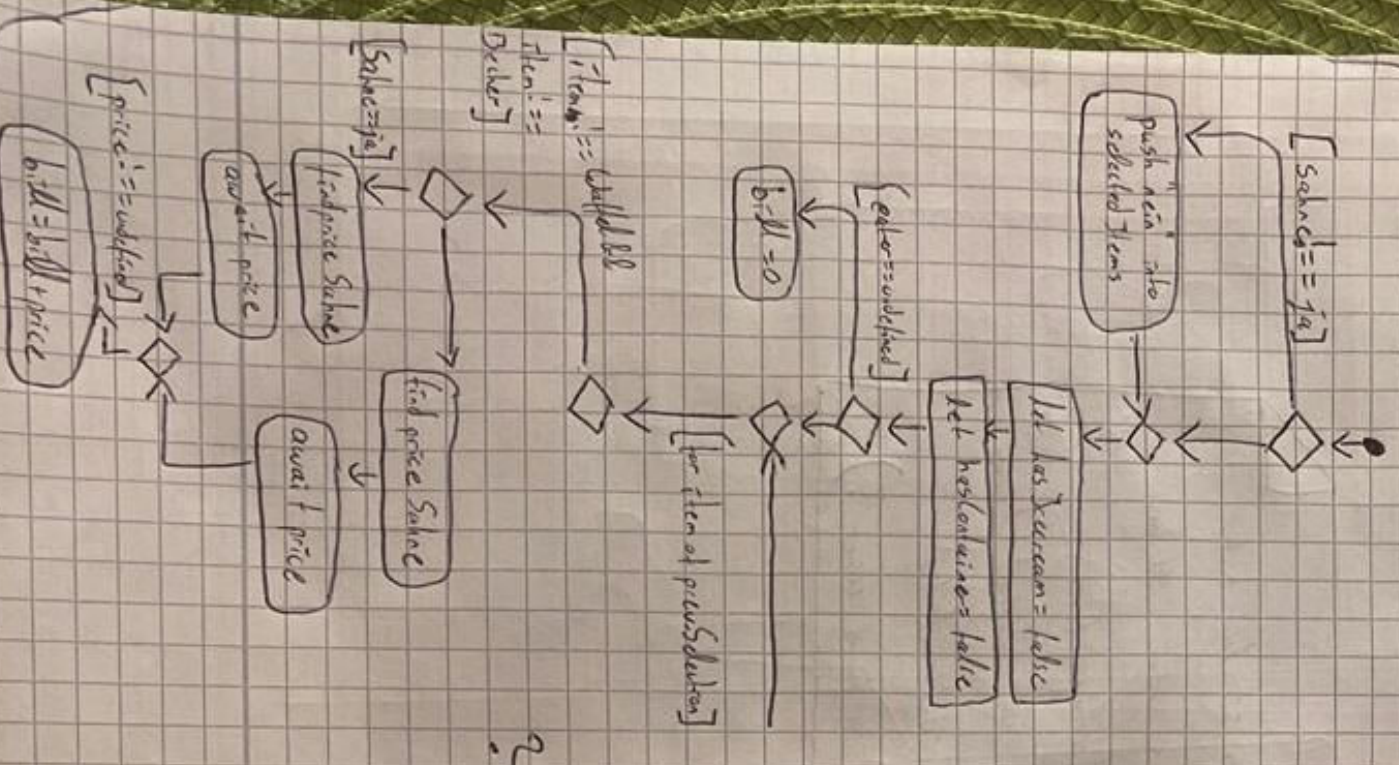 [Sahne!== ja]
push "nein" into
selected Items
let hasIcecream = false
let hasContainer = false
[eater==undefined]
bill = 0
[for item of prevSelection]
[item!==
item!==
Becher]
[Sahne==ja]
find price Sahne
await price
find price Sahne
await price
[price!==undefined]
bill = bill + price
?